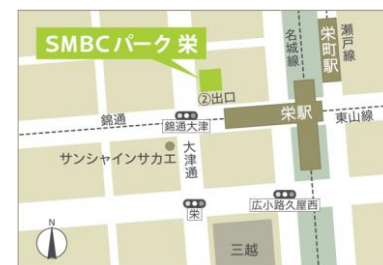 SMBCパーク 栄
名城線
栄町駅
瀬戸線
②出口
錦通
錦通大津
栄駅
東山線
サンシャインサカエ
大津通
栄
広小路久屋西
三越
N